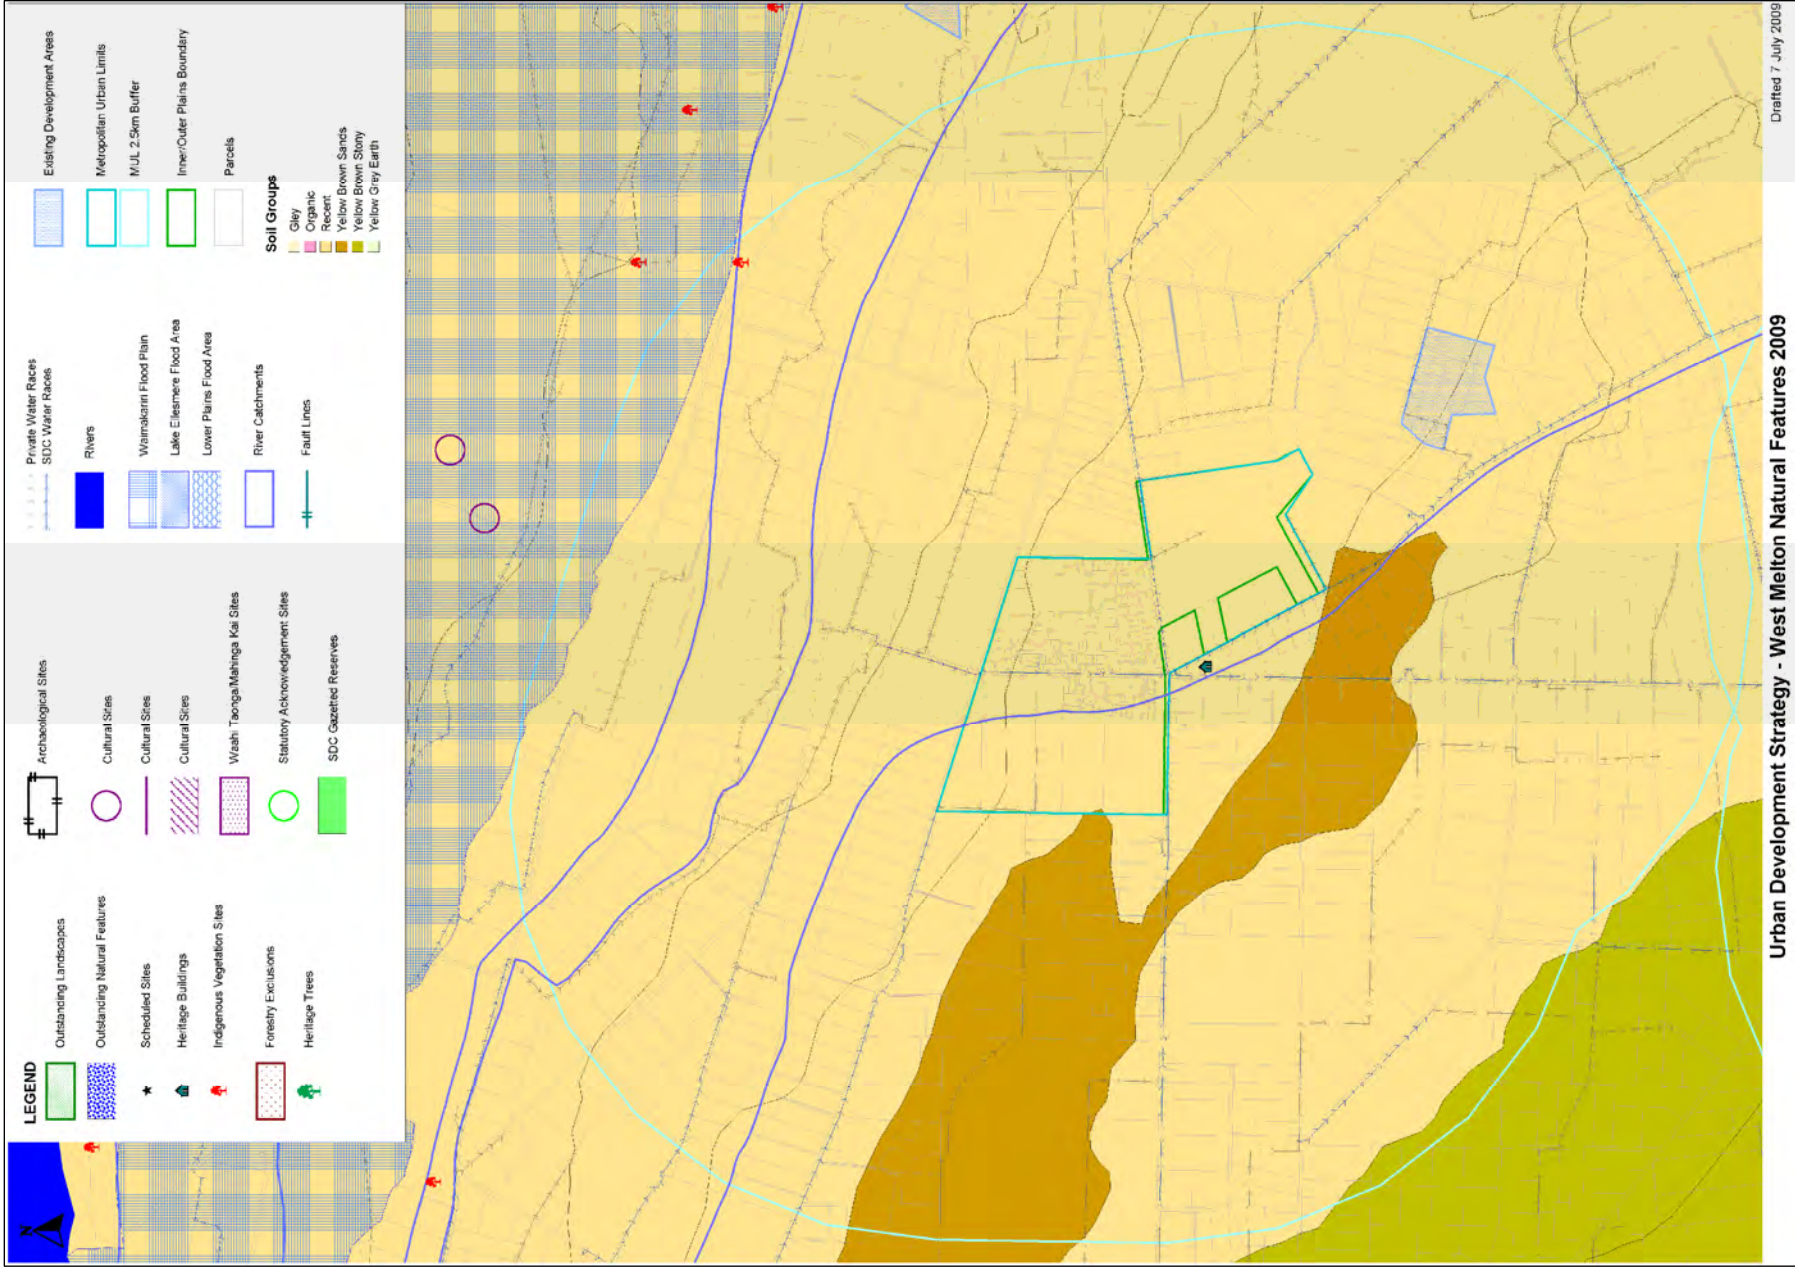 LEGEND
Outstanding Landscapes
Outstanding Natural Features
Scheduled Sites
Heritage Buildings
Indigenous Vegetation Sites
Forestry Exclusions
Heritage Trees
Archaeological Sites
Cultural Sites
Cultural Sites
Cultural Sites
Waahi Taonga/Mahinga Kai Sites
Statutory Acknowledgement Sites
SDC Gazetted Reserves
Private Water Races
SDC Water Races
Rivers
Waimakariri Flood Plain
Lake Ellesmere Flood Area
Lower Plains Flood Area
River Catchments
Fault Lines
Existing Development Areas
Metropolitan Urban Limits
MUL 2.5km Buffer
Inner/Outer Plains Boundary
Parcels
Soil Groups
Gley
Organic
Recent
Yellow Brown Sands
Yellow Brown Stony
Yellow Grey Earth
N
Urban Development Strategy - West Melton Natural Features 2009
Drafted 7 July 2009